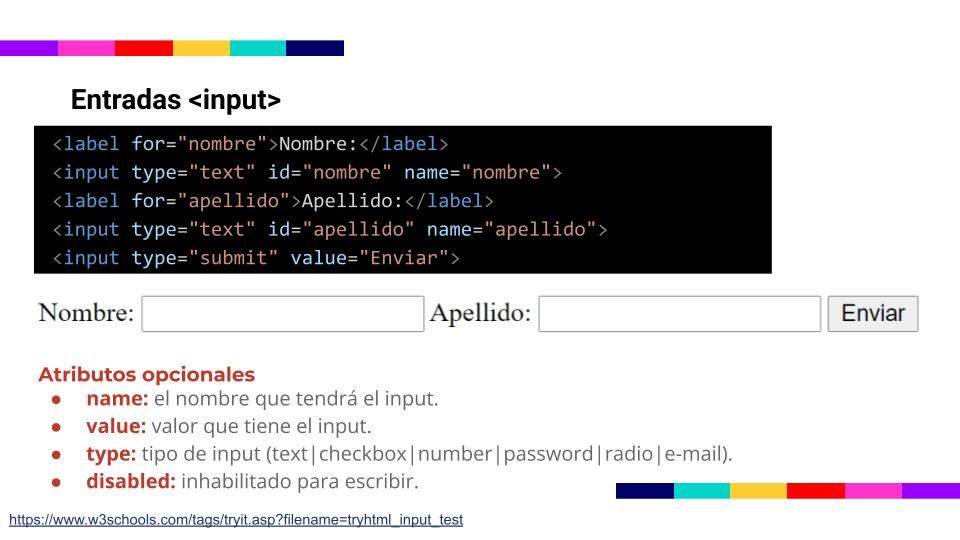 Entradas <input>
<label for="nombre">Nombre:</label>
<input type="text" id="nombre" name="nombre">
<label for="apellido">Apellido:</label>
<input type="text" id="apellido" name="apellido">
<input type="submit" value="Enviar">
Nombre: Apellido: Enviar
Atributos opcionales
● name: el nombre que tendrá el input.
● value: valor que tiene el input.
● type: tipo de input (text|checkbox|number|password|radio|e-mail).
● disabled: inhabilitado para escribir.
https://www.w3schools.com/tags/tryit.asp?filename=tryhtml_input_test